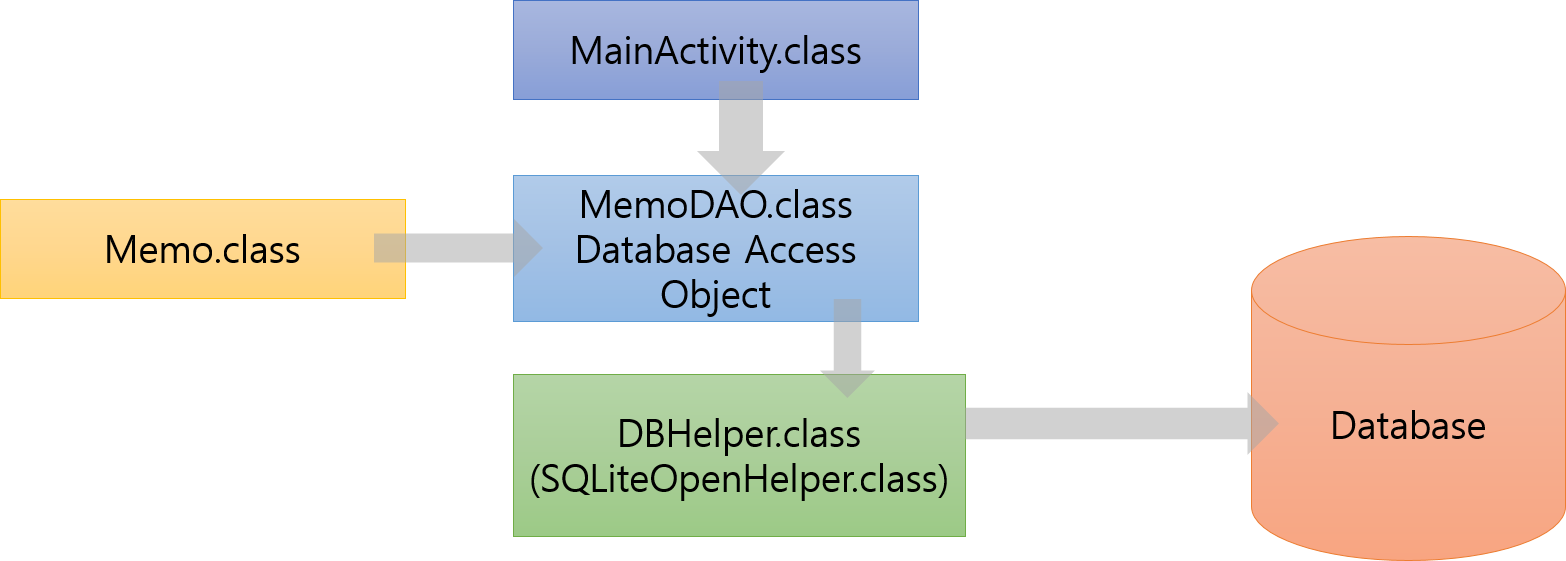 MainActivity.class
MemoDAO.class
Database Access
Object
Memo.class
DBHelper.class
(SQLiteOpenHelper.class)
Database